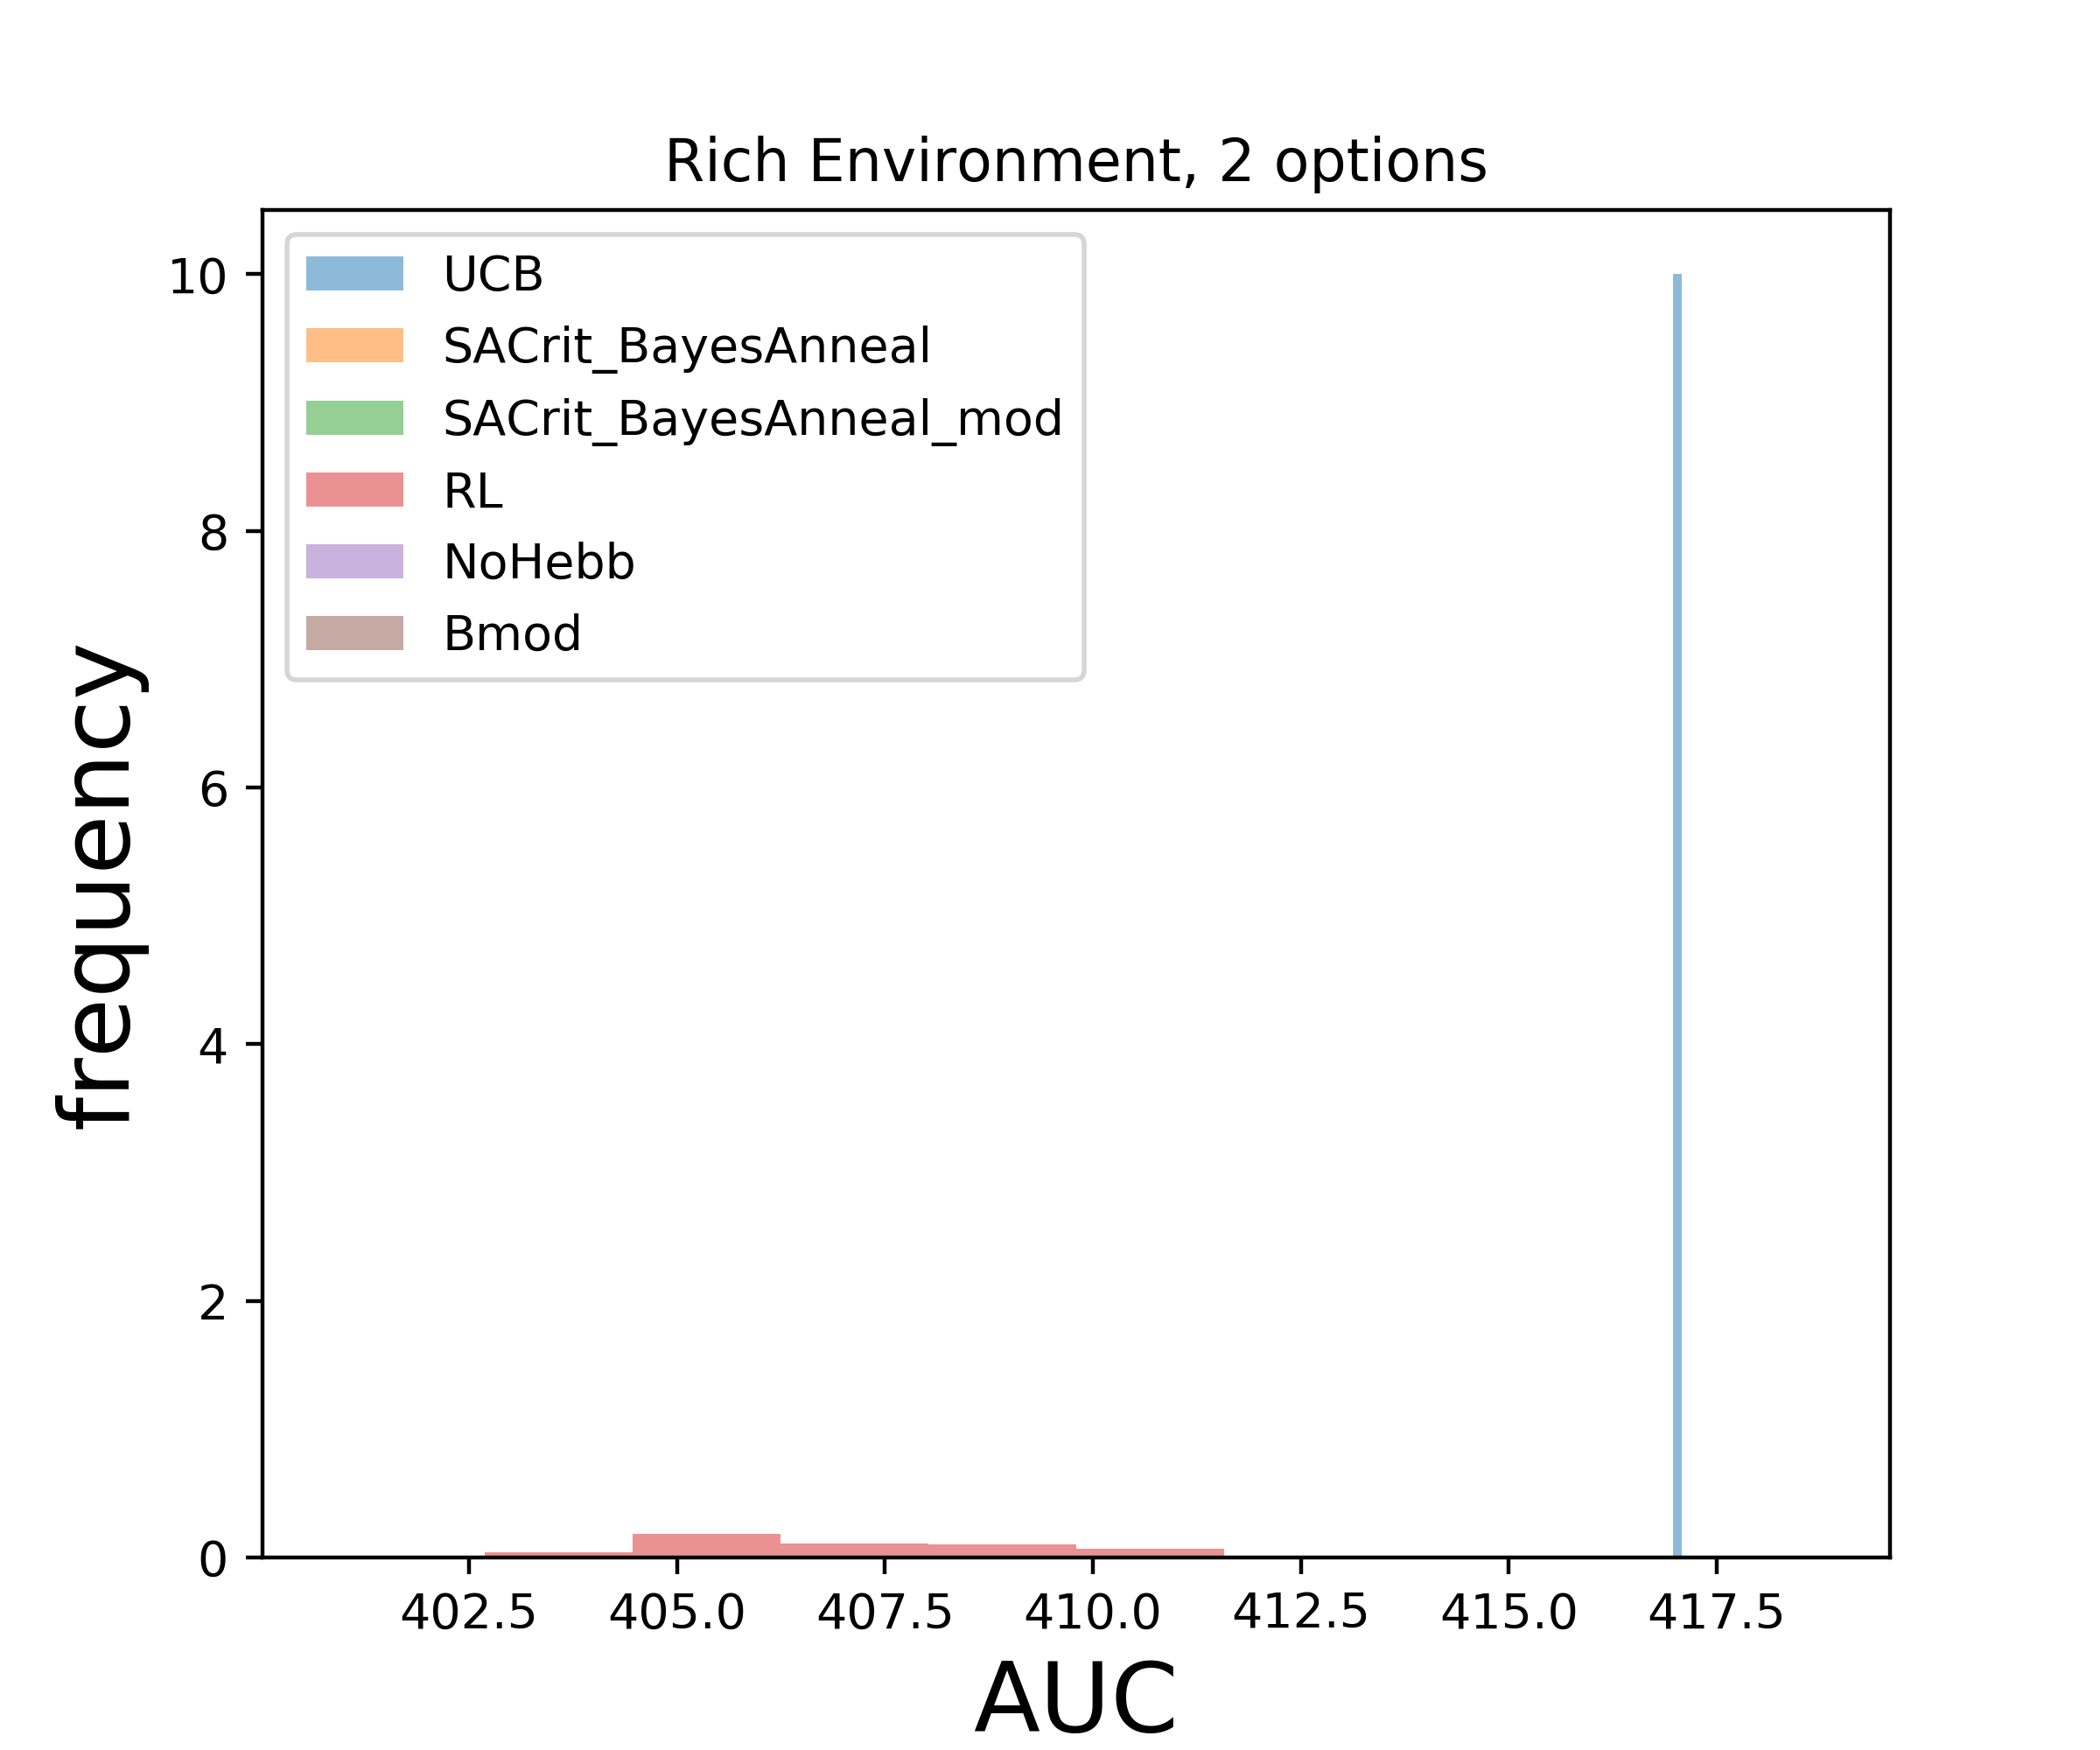 Rich Environment, 2 options
UCB
SACrit_BayesAnneal
SACrit_BayesAnneal_mod
RL
NoHebb
Bmod
frequency
10
8
6
4
2
0
402.5 405.0 407.5 410.0 412.5 415.0 417.5
AUC